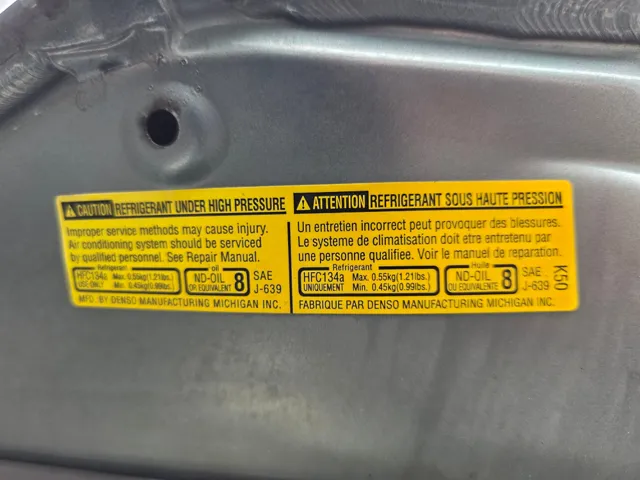 CAUTION REFRIGERANT UNDER HIGH PRESSURE
Improper service methods may cause injury.
Air conditioning system should be serviced
by qualified personnel. See Repair Manual.
Refrigerant oil
HFC134a Max. 0.55kg(1.21lbs.) ND-OIL 8 SAE
USE ONLY Min. 0.45kg(0.99lbs.) OR EQUIVALENT J-639
MFG. BY DENSO MANUFACTURING MICHIGAN INC.
ATTENTION REFRIGERANT SOUS HAUTE PRESSION
Un entretien incorrect peut provoquer des blessures.
Le systeme de climatisation doit être entretenu par
une personne qualifiée. Voir le manuel de reparation.
Refrigerant Huile
HFC134a Max. 0.55kg(1.21lbs.) ND-OIL 8 SAE
UNIQUEMENT Min. 0.45kg(0.99lbs.) OU EQUIVALENT J-639
FABRIQUE PAR DENSO MANUFACTURING MICHIGAN INC.
K50